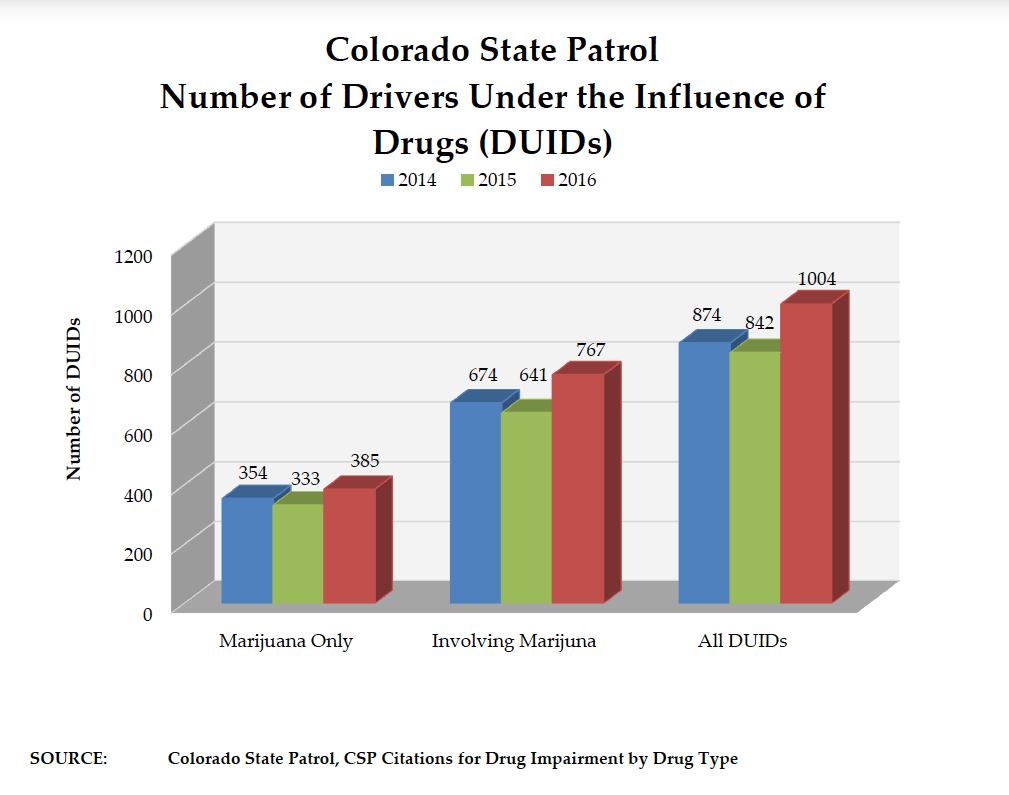 Colorado State Patrol
Number of Drivers Under the Influence of
Drugs (DUIDs)
2014 2015 2016
Number of DUIDs
1200
1000
800
600
400
200
0
354 333 385
674 641 767
874 842 1004
Marijuana Only Involving Marijuna All DUIDs
SOURCE: Colorado State Patrol, CSP Citations for Drug Impairment by Drug Type